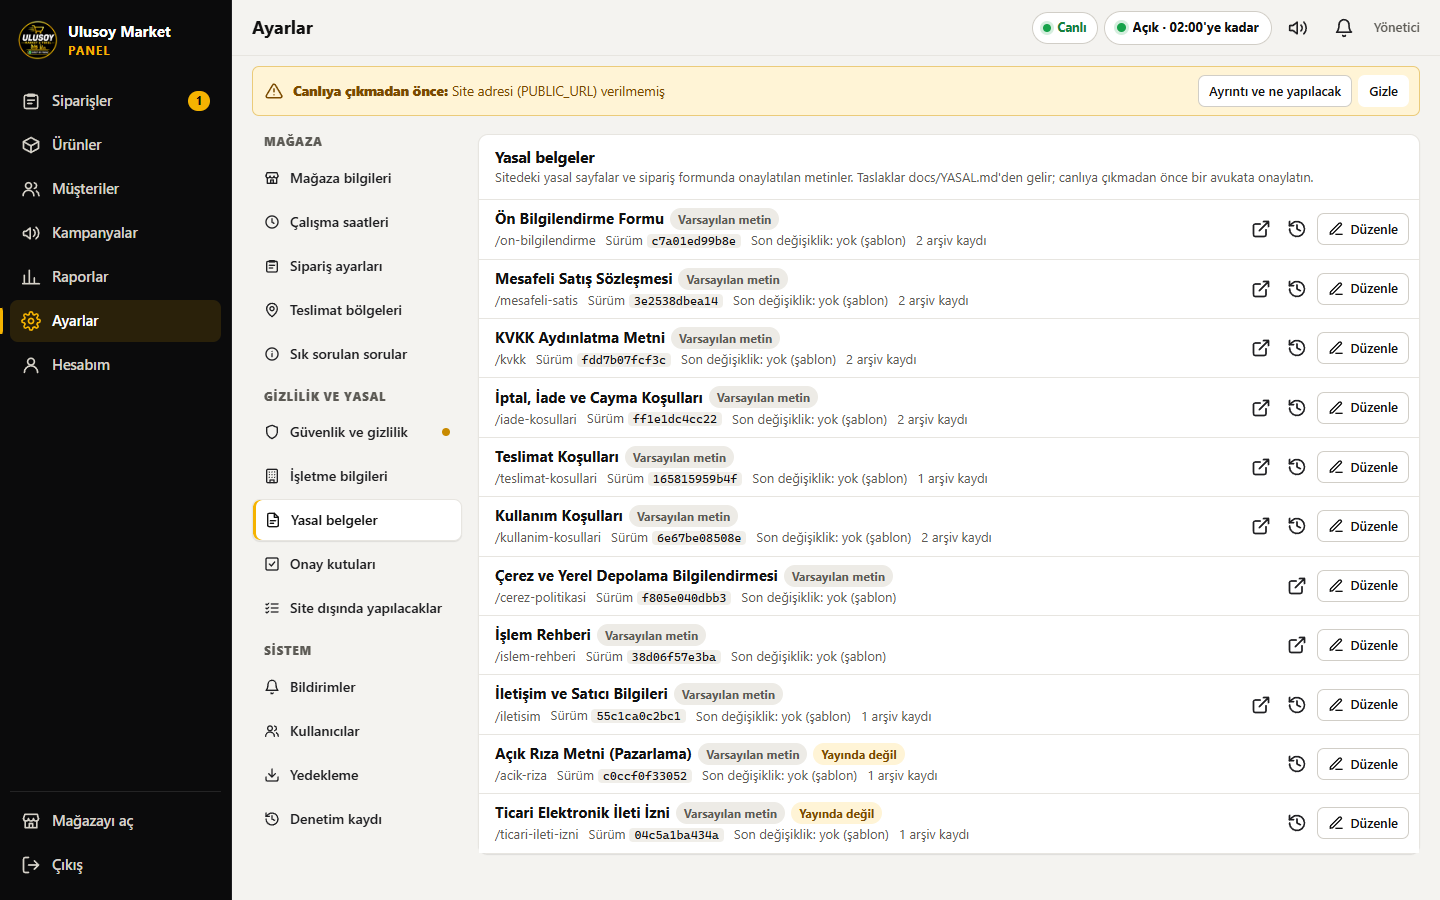 ULUSOY
Ulusoy Market
PANEL
Siparişler
1
Ürünler
Müşteriler
Kampanyalar
Raporlar
Ayarlar
Hesabım
Mağazayı aç
Çıkış
Ayarlar
Canlı
Açık · 02:00'ye kadar
Yönetici
Canlıya çıkmadan önce: Site adresi (PUBLIC_URL) verilmemiş
Ayrıntı ve ne yapılacak
Gizle
MAĞAZA
Mağaza bilgileri
Çalışma saatleri
Sipariş ayarları
Teslimat bölgeleri
Sık sorulan sorular
GİZLİLİK VE YASAL
Güvenlik ve gizlilik
İşletme bilgileri
Yasal belgeler
Onay kutuları
Site dışında yapılacaklar
SİSTEM
Bildirimler
Kullanıcılar
Yedekleme
Denetim kaydı
Yasal belgeler
Sitedeki yasal sayfalar ve sipariş formunda onaylatılan metinler. Taslaklar docs/YASAL.md'den gelir; canlıya çıkmadan önce bir avukata onaylatın.
Ön Bilgilendirme Formu Varsayılan metin
/on-bilgilendirme Sürüm c7a01ed99b8e Son değişiklik: yok (şablon) 2 arşiv kaydı
Düzenle
Mesafeli Satış Sözleşmesi Varsayılan metin
/mesafeli-satis Sürüm 3e2538dbea14 Son değişiklik: yok (şablon) 2 arşiv kaydı
Düzenle
KVKK Aydınlatma Metni Varsayılan metin
/kvkk Sürüm fdd7b07fcf3c Son değişiklik: yok (şablon) 2 arşiv kaydı
Düzenle
İptal, İade ve Cayma Koşulları Varsayılan metin
/iade-kosullari Sürüm ff1e1dc4cc22 Son değişiklik: yok (şablon) 2 arşiv kaydı
Düzenle
Teslimat Koşulları Varsayılan metin
/teslimat-kosullari Sürüm 165815959b4f Son değişiklik: yok (şablon) 1 arşiv kaydı
Düzenle
Kullanım Koşulları Varsayılan metin
/kullanim-kosullari Sürüm 6e67be08508e Son değişiklik: yok (şablon) 2 arşiv kaydı
Düzenle
Çerez ve Yerel Depolama Bilgilendirmesi Varsayılan metin
/cerez-politikasi Sürüm f805e040dbb3 Son değişiklik: yok (şablon)
Düzenle
İşlem Rehberi Varsayılan metin
/islem-rehberi Sürüm 38d06f57e3ba Son değişiklik: yok (şablon)
Düzenle
İletişim ve Satıcı Bilgileri Varsayılan metin
/iletisim Sürüm 55c1ca0c2bc1 Son değişiklik: yok (şablon) 1 arşiv kaydı
Düzenle
Açık Rıza Metni (Pazarlama) Varsayılan metin Yayında değil
/acik-riza Sürüm c0ccf0f33052 Son değişiklik: yok (şablon) 1 arşiv kaydı
Düzenle
Ticari Elektronik İleti İzni Varsayılan metin Yayında değil
/ticari-ileti-izni Sürüm 04c5a1ba434a Son değişiklik: yok (şablon) 1 arşiv kaydı
Düzenle